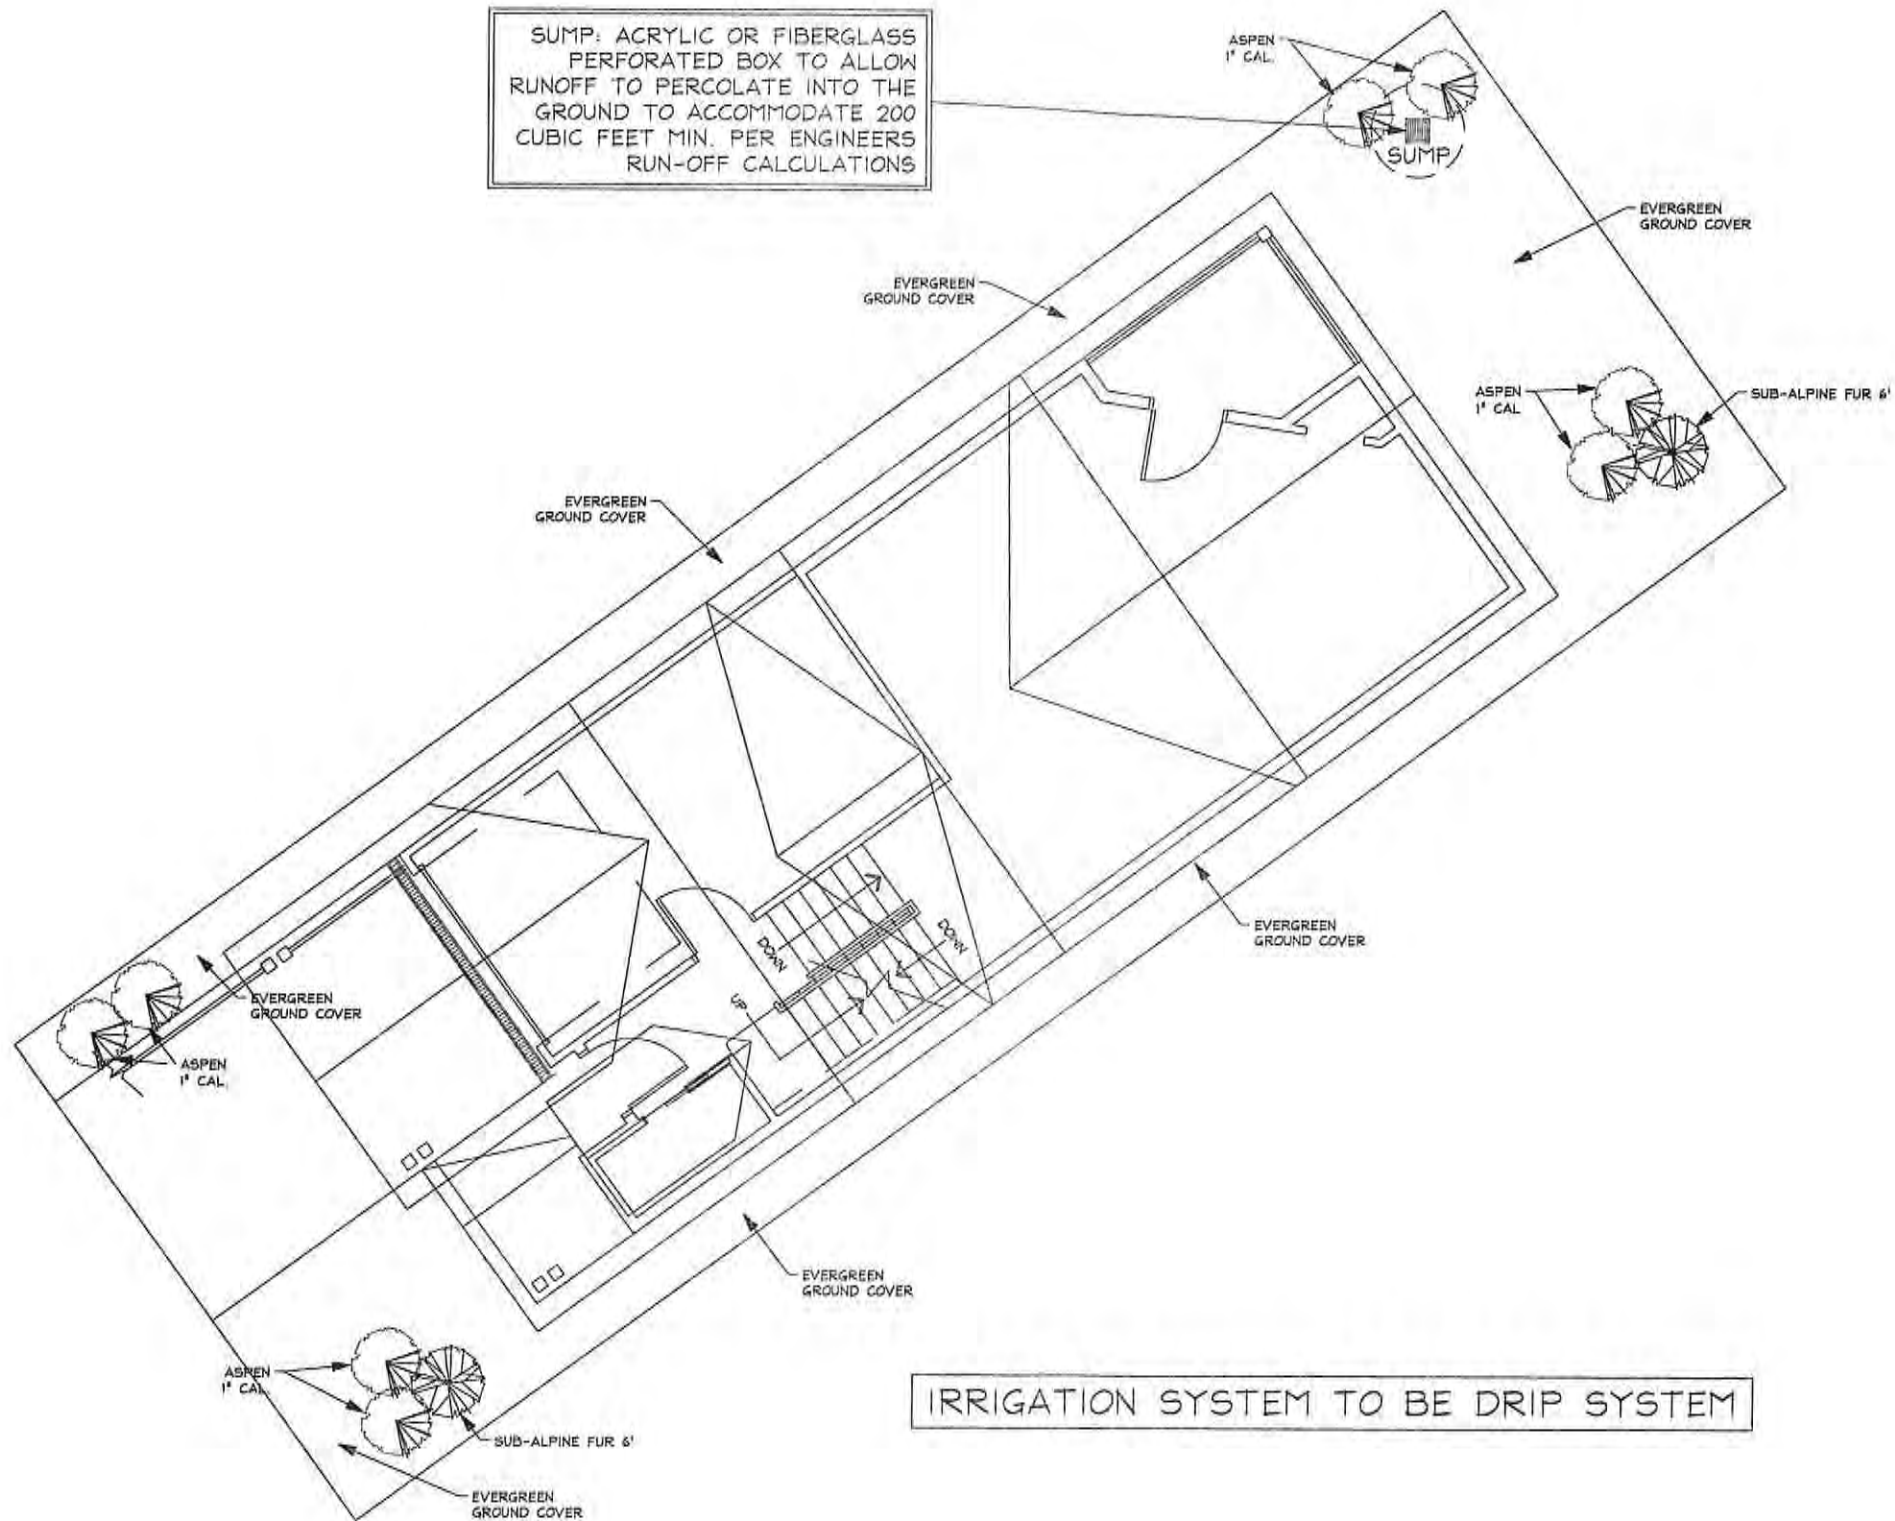 SUMP: ACRYLIC OR FIBERGLASS
PERFORATED BOX TO ALLOW
RUNOFF TO PERCOLATE INTO THE
GROUND TO ACCOMMODATE 200
CUBIC FEET MIN. PER ENGINEERS
RUN-OFF CALCULATIONS
ASPEN
1" CAL.
SUMP
EVERGREEN
GROUND COVER
EVERGREEN
GROUND COVER
ASPEN
1" CAL
SUB-ALPINE FUR 6'
EVERGREEN
GROUND COVER
EVERGREEN
GROUND COVER
DOWN
DOWN
UP
EVERGREEN
GROUND COVER
ASPEN
1" CAL.
EVERGREEN
GROUND COVER
ASPEN
1" CAL.
SUB-ALPINE FUR 6'
EVERGREEN
GROUND COVER
IRRIGATION SYSTEM TO BE DRIP SYSTEM